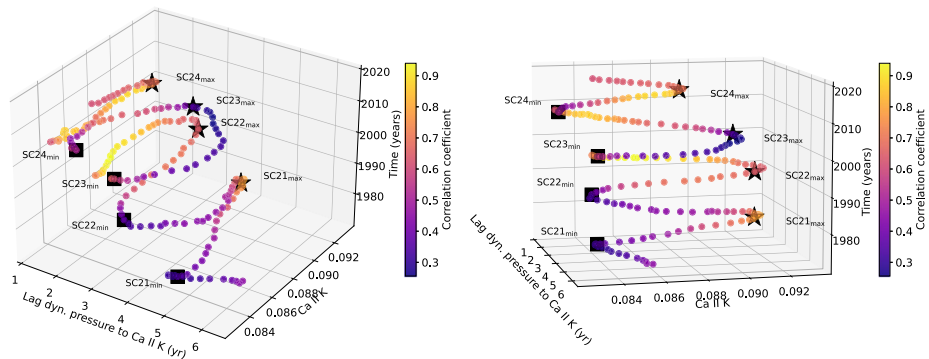 SC24max
SC23max
SC22max
SC21max
SC24min
SC23min
SC22min
SC21min
2020
2010
2000
1990
1980
Time (years)
1
2
3
4
5
6
Lag dyn. pressure to Ca II K (yr)
0.084
0.086
0.088
0.090
0.092
Ca II K
0.9
0.8
0.7
0.6
0.5
0.4
0.3
Correlation coefficient
SC24min
SC24max
SC23max
SC23min
SC22max
SC22min
SC21max
SC21min
2020
2010
2000
1990
1980
Time (years)
1
2
3
4
5
6
Lag dyn. pressure to Ca II K (yr)
0.084
0.086
0.088
0.090
0.092
Ca II K
0.9
0.8
0.7
0.6
0.5
0.4
0.3
Correlation coefficient